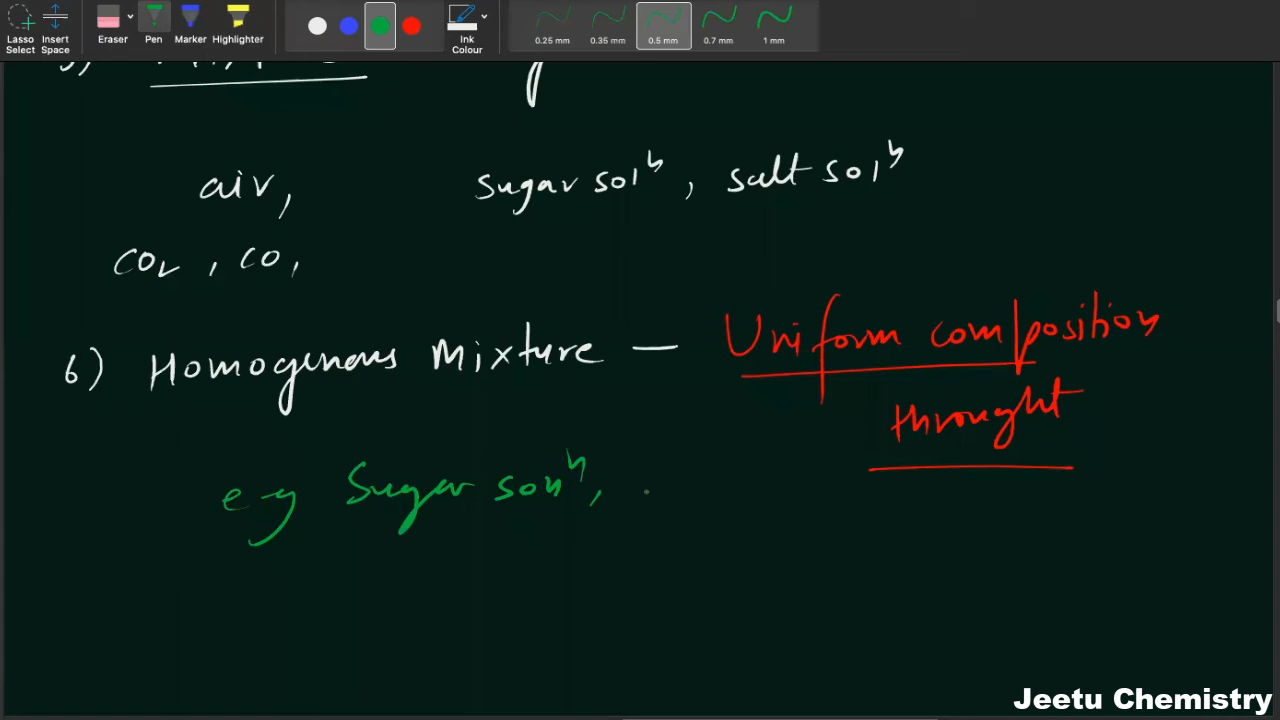 Lasso Select
Insert Space
Eraser
Pen
Marker
Highlighter
Ink Colour
0.25 mm
0.35 mm
0.5 mm
0.7 mm
1 mm
air, sugar solⁿ, salt solⁿ
CO₂, CO,
6) Homogenous Mixture — Uniform composition
throught
e-g Sugar sonⁿ,
Jeetu Chemistry